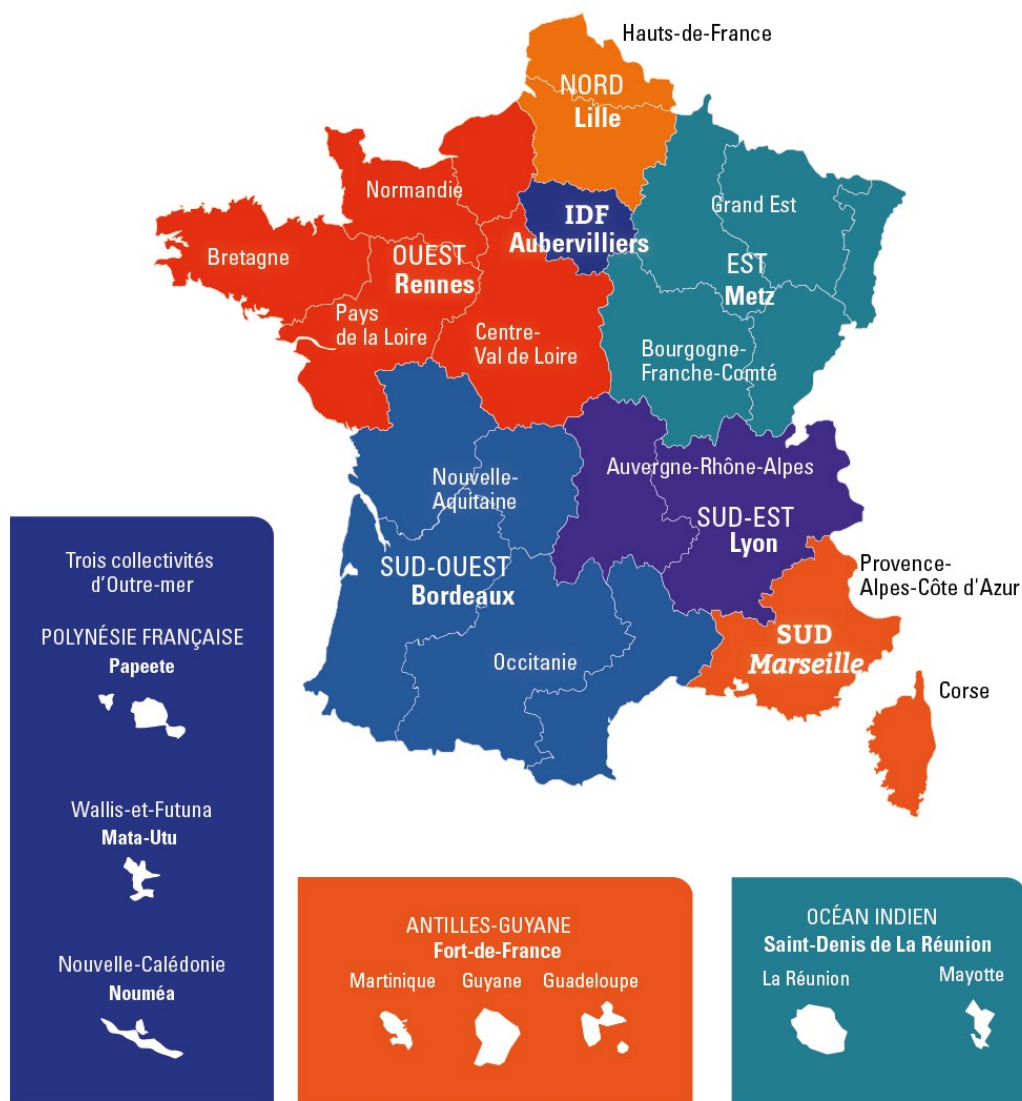 Hauts-de-France
NORD
Lille
Normandie
IDF
Aubervilliers
Grand Est
Bretagne
OUEST
Rennes
EST
Metz
Pays
de la Loire
Centre-
Val de Loire
Bourgogne-
Franche-Comté
Nouvelle-
Aquitaine
Auvergne-Rhône-Alpes
SUD-EST
Lyon
SUD-OUEST
Bordeaux
Provence-
Alpes-Côte d'Azur
Occitanie
SUD
Marseille
Corse
Trois collectivités
d’Outre-mer
POLYNÉSIE FRANÇAISE
Papeete
Wallis-et-Futuna
Mata-Utu
Nouvelle-Calédonie
Nouméa
ANTILLES-GUYANE
Fort-de-France
Martinique Guyane Guadeloupe
OCÉAN INDIEN
Saint-Denis de La Réunion
La Réunion Mayotte